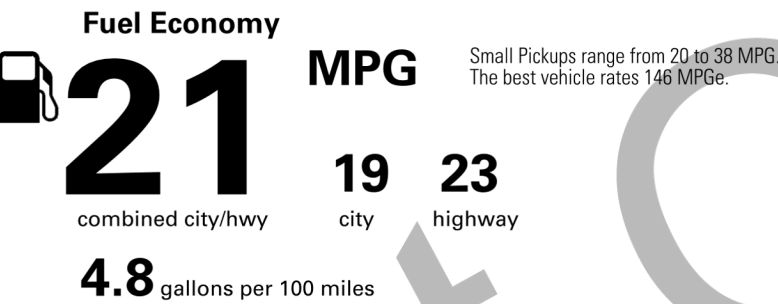 Fuel Economy
21
MPG
Small Pickups range from 20 to 38 MPG.
The best vehicle rates 146 MPGe.
19 23
combined city/hwy city highway
4.8 gallons per 100 miles